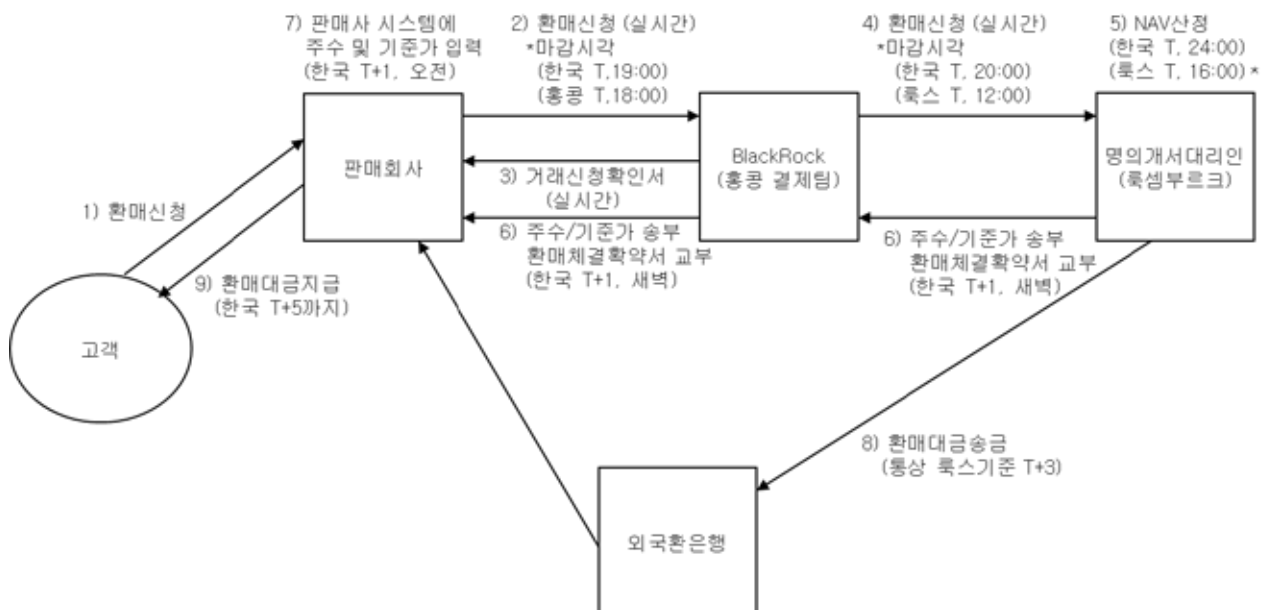 7) 판매사 시스템에
주수 및 기준가 입력
(한국 T+1, 오전)
2) 환매신청 (실시간)
*마감시각
(한국 T,19:00)
(홍콩 T,18:00)
4) 환매신청 (실시간)
*마감시각
(한국 T, 20:00)
(룩스 T, 12:00)
5) NAV산정
(한국 T, 24:00)
(룩스 T, 16:00)*
판매회사
BlackRock
(홍콩 결제팀)
명의개서대리인
(룩셈부르크)
3) 거래신청확인서
(실시간)
1) 환매신청
6) 주수/기준가 송부
환매체결확약서 교부
(한국 T+1, 새벽)
6) 주수/기준가 송부
환매체결확약서 교부
(한국 T+1, 새벽)
9) 환매대금지급
(한국 T+5까지)
고객
8) 환매대금송금
(통상 룩스기준 T+3)
외국환은행